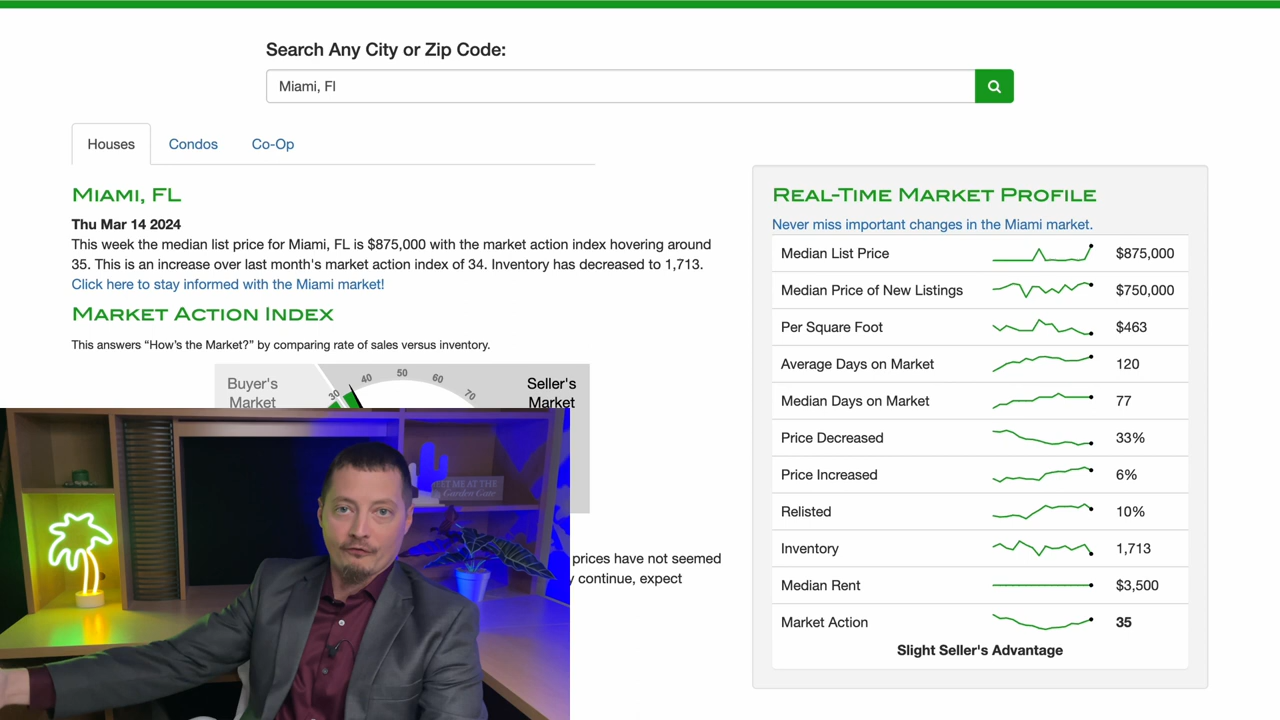 Search Any City or Zip Code:
Miami, Fl
Houses
Condos
Co-Op
MIAMI, FL
Thu Mar 14 2024
This week the median list price for Miami, FL is $875,000 with the market action index hovering around
35. This is an increase over last month's market action index of 34. Inventory has decreased to 1,713.
Click here to stay informed with the Miami market!
MARKET ACTION INDEX
This answers “How's the Market?” by comparing rate of sales versus inventory.
Buyer's
Market
30
40
50
60
70
Seller's
Market
prices have not seemed
continue, expect
MEET ME AT THE
Garden Gate
REAL-TIME MARKET PROFILE
Never miss important changes in the Miami market.
Median List Price $875,000
Median Price of New Listings $750,000
Per Square Foot $463
Average Days on Market 120
Median Days on Market 77
Price Decreased 33%
Price Increased 6%
Relisted 10%
Inventory 1,713
Median Rent $3,500
Market Action 35
Slight Seller's Advantage